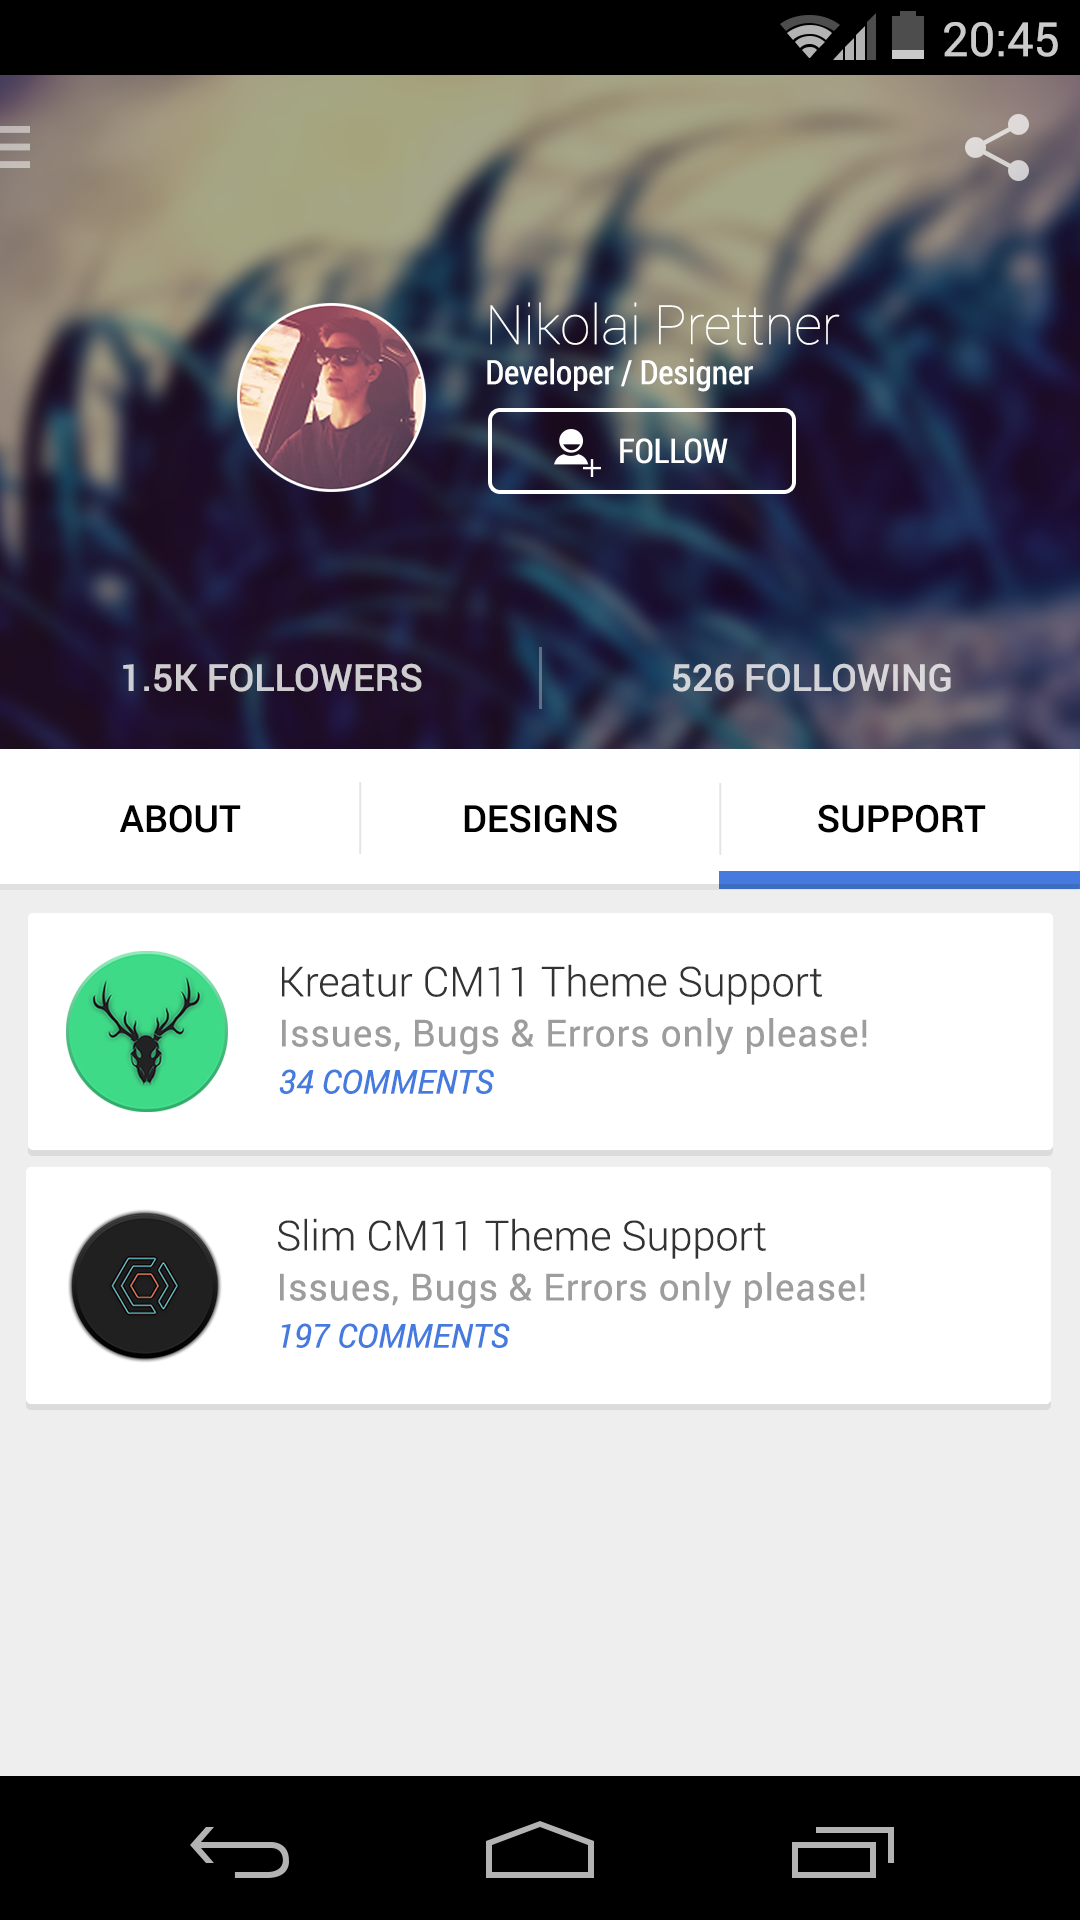 20:45
Nikolai Prettner
Developer / Designer
FOLLOW
1.5K FOLLOWERS
526 FOLLOWING
ABOUT
DESIGNS
SUPPORT
Kreatur CM11 Theme Support
Issues, Bugs & Errors only please!
34 COMMENTS
Slim CM11 Theme Support
Issues, Bugs & Errors only please!
197 COMMENTS